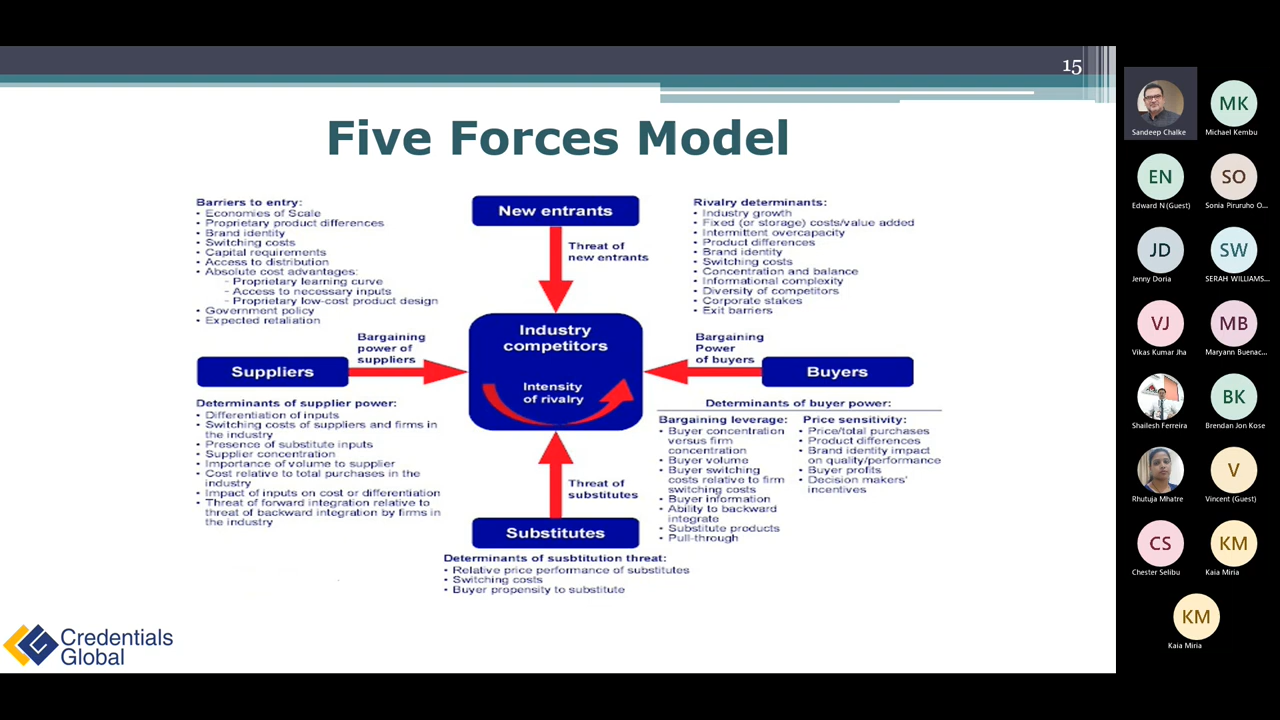 15
Five Forces Model
Barriers to entry:
• Economies of Scale
• Proprietary product differences
• Brand identity
• Switching costs
• Capital requirements
• Access to distribution
• Absolute cost advantages:
– Proprietary learning curve
– Access to necessary inputs
– Proprietary low-cost product design
• Government policy
• Expected retaliation
New entrants
Threat of
new entrants
Rivalry determinants:
• Industry growth
• Fixed (or storage) costs/value added
• Intermittent overcapacity
• Product differences
• Brand identity
• Switching costs
• Concentration and balance
• Informational complexity
• Diversity of competitors
• Corporate stakes
• Exit barriers
Bargaining
power of
suppliers
Suppliers
Industry
competitors
Intensity
of rivalry
Bargaining
Power
of buyers
Buyers
Determinants of supplier power:
• Differentiation of inputs
• Switching costs of suppliers and firms in
the industry
• Presence of substitute inputs
• Supplier concentration
• Importance of volume to supplier
• Cost relative to total purchases in the
industry
• Impact of inputs on cost or differentiation
• Threat of forward integration relative to
threat of backward integration by firms in
the industry
Determinants of buyer power:
Bargaining leverage:
• Buyer concentration
versus firm
concentration
• Buyer volume
• Buyer switching
costs relative to firm
switching costs
• Buyer information
• Ability to backward
integrate
• Substitute products
• Pull-through
Price sensitivity:
• Price/total purchases
• Product differences
• Brand identity impact
on quality/performance
• Buyer profits
• Decision makers'
incentives
Threat of
substitutes
Substitutes
Determinants of susbtitution threat:
• Relative price performance of substitutes
• Switching costs
• Buyer propensity to substitute
Credentials
Global
Sandeep Chalke
MK
Michael Kembu
EN
Edward N (Guest)
SO
Sonia Piruruho O...
JD
Jenny Doria
SW
SERAH WILLIAMS...
VJ
Vikas Kumar Jha
MB
Maryann Buenac...
Shailesh Ferreira
BK
Brendan Jon Kose
Rhutuja Mhatre
V
Vincent (Guest)
CS
Chester Selibu
KM
Kaia Miria
KM
Kaia Miria